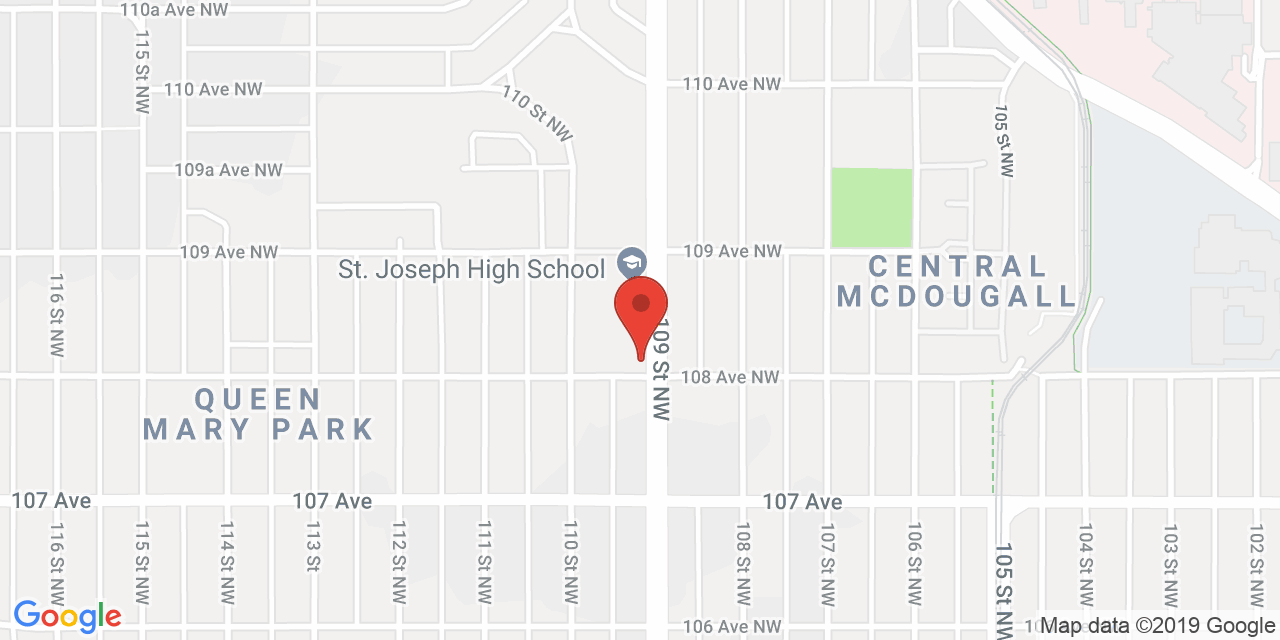 110a Ave NW
115 St NW
110 Ave NW
110 St NW
110 Ave NW
105 St NW
109a Ave NW
109 Ave NW
109 Ave NW
St. Joseph High School
CENTRAL
MCDOUGALL
116 St NW
109 St NW
108 Ave NW
QUEEN
MARY PARK
107 Ave
107 Ave
107 Ave
116 St NW
115 St NW
114 St NW
113 St
112 St NW
111 St NW
110 St NW
108 St NW
107 St NW
106 St NW
105 St NW
104 St NW
103 St NW
102 St NW
106 Ave NW
Google
Map data ©2019 Google